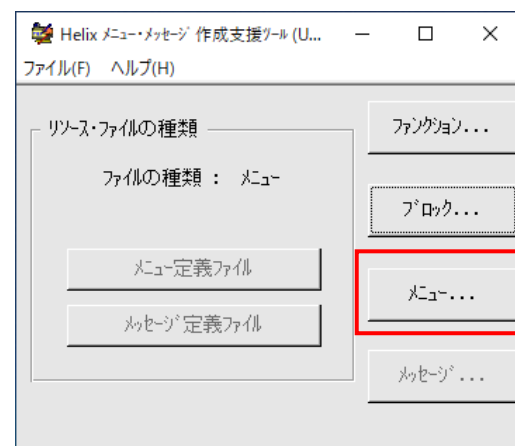 Helix ﾒﾆｭｰ･ﾒｯｾｰｼﾞ 作成支援ﾂｰﾙ (U...
ファイル(F) ヘルプ(H)
ﾘｿｰｽ･ﾌｧｲﾙの種類
ﾌｧｲﾙの種類 : ﾒﾆｭｰ
ﾒﾆｭｰ定義ﾌｧｲﾙ
ﾒｯｾｰｼﾞ定義ﾌｧｲﾙ
ﾌｧﾝｸｼｮﾝ...
ﾌﾞﾛｯｸ...
ﾒﾆｭｰ...
ﾒｯｾｰｼﾞ...